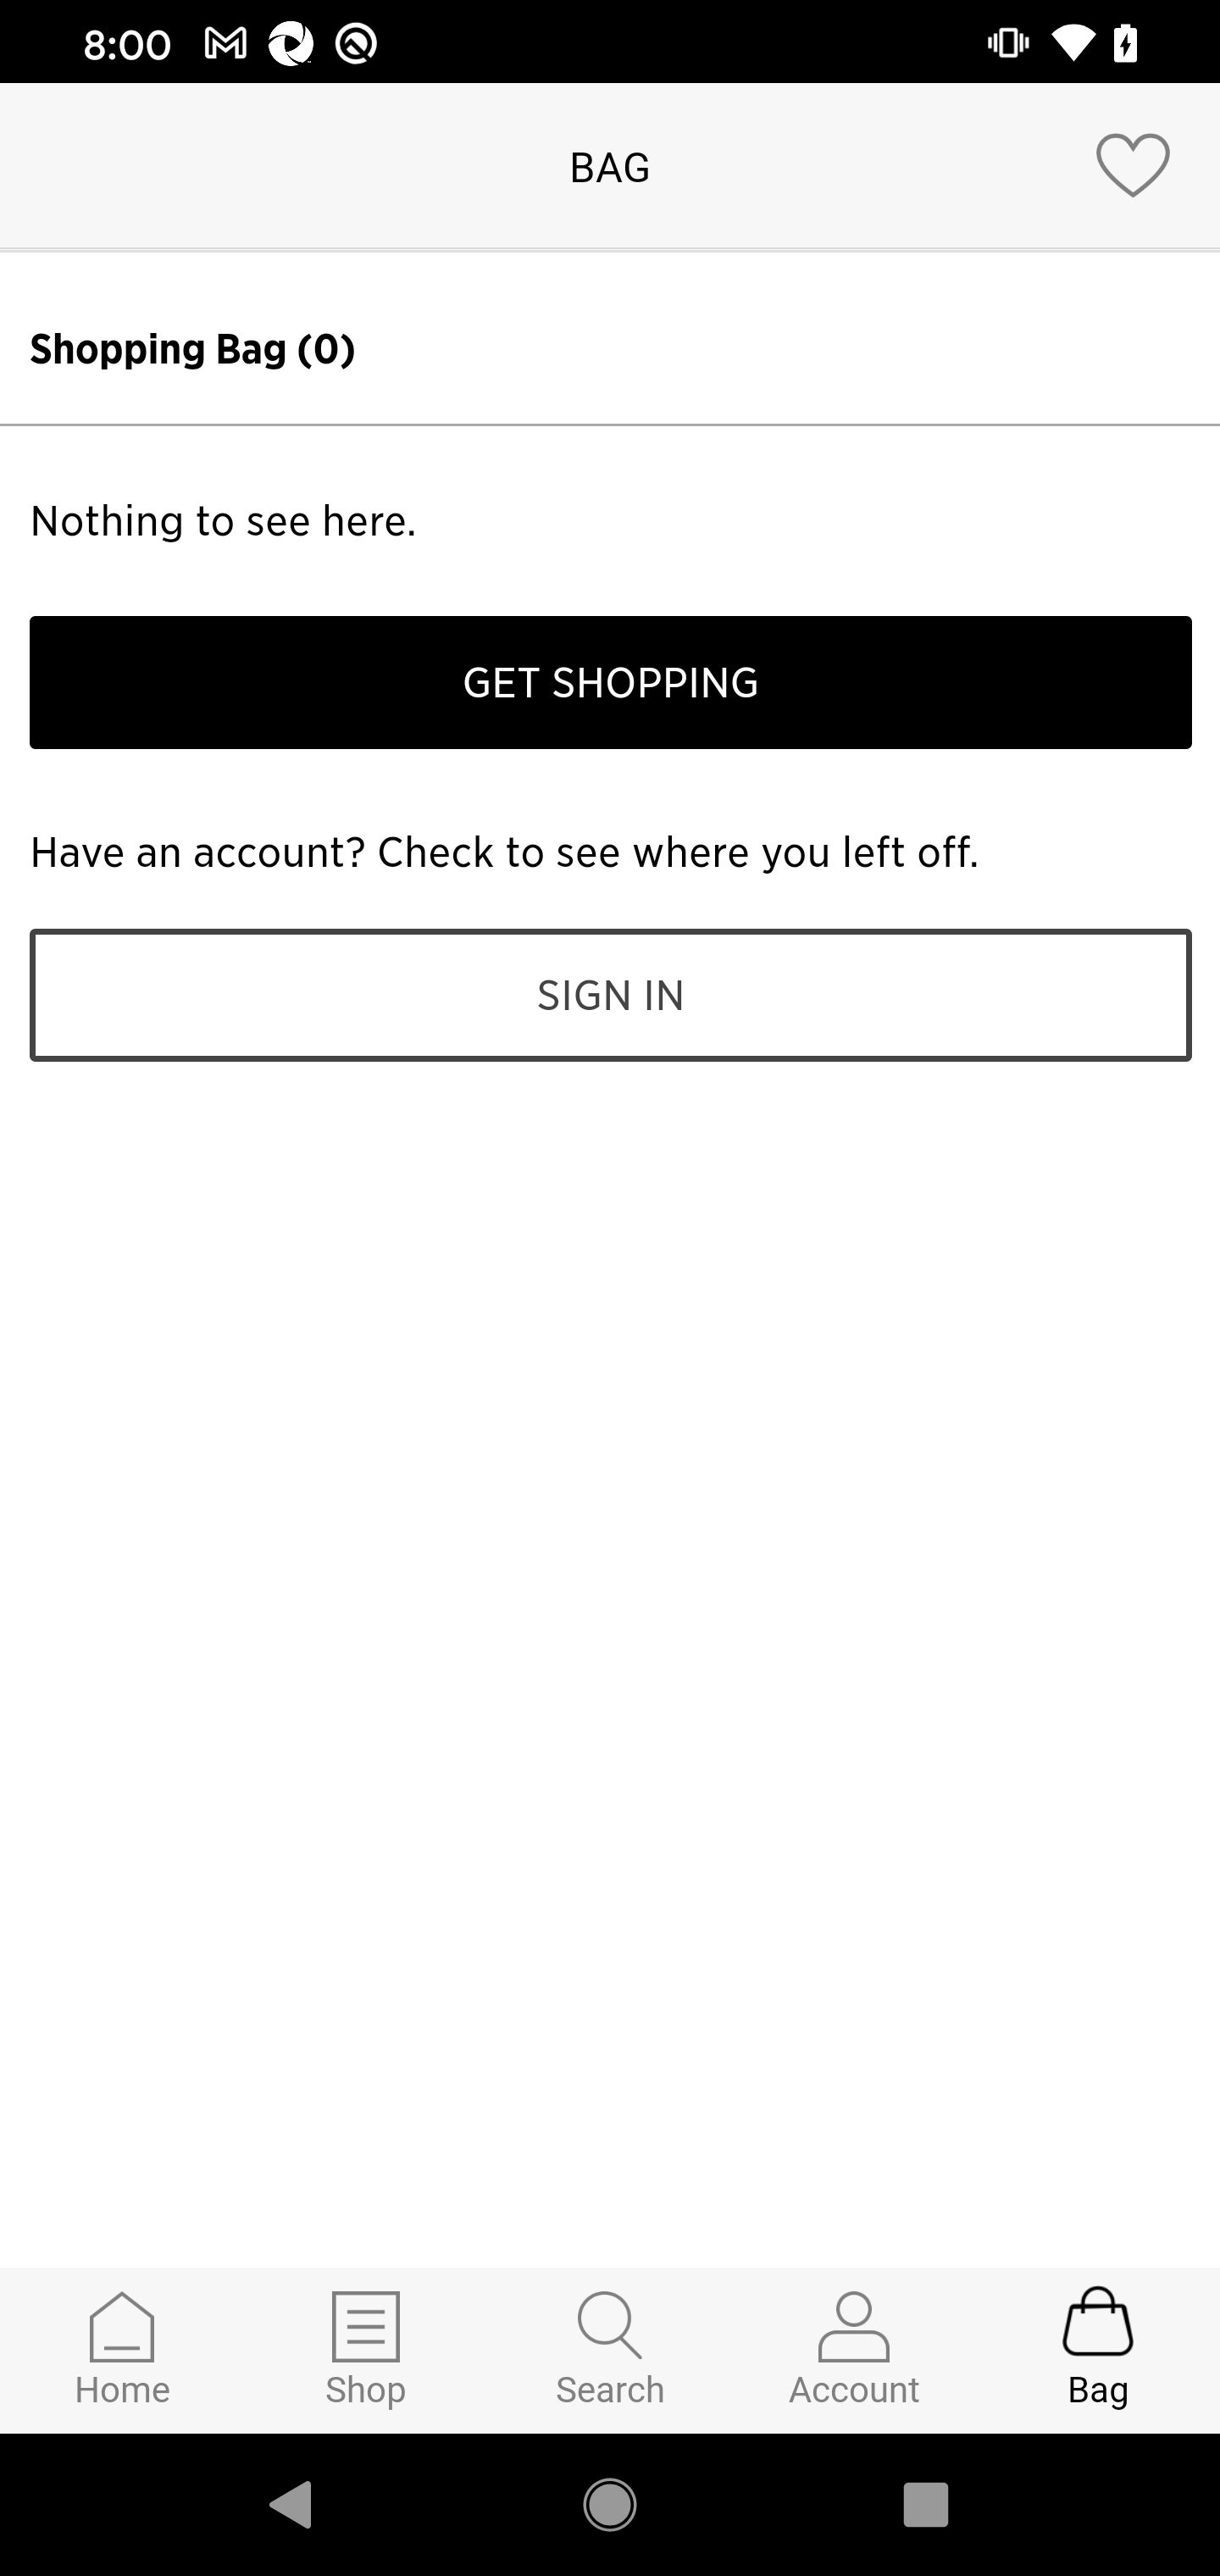 8:00
BAG
Shopping Bag (0)
Nothing to see here.
GET SHOPPING
Have an account? Check to see where you left off.
SIGN IN
Home
Shop
Search
Account
Bag